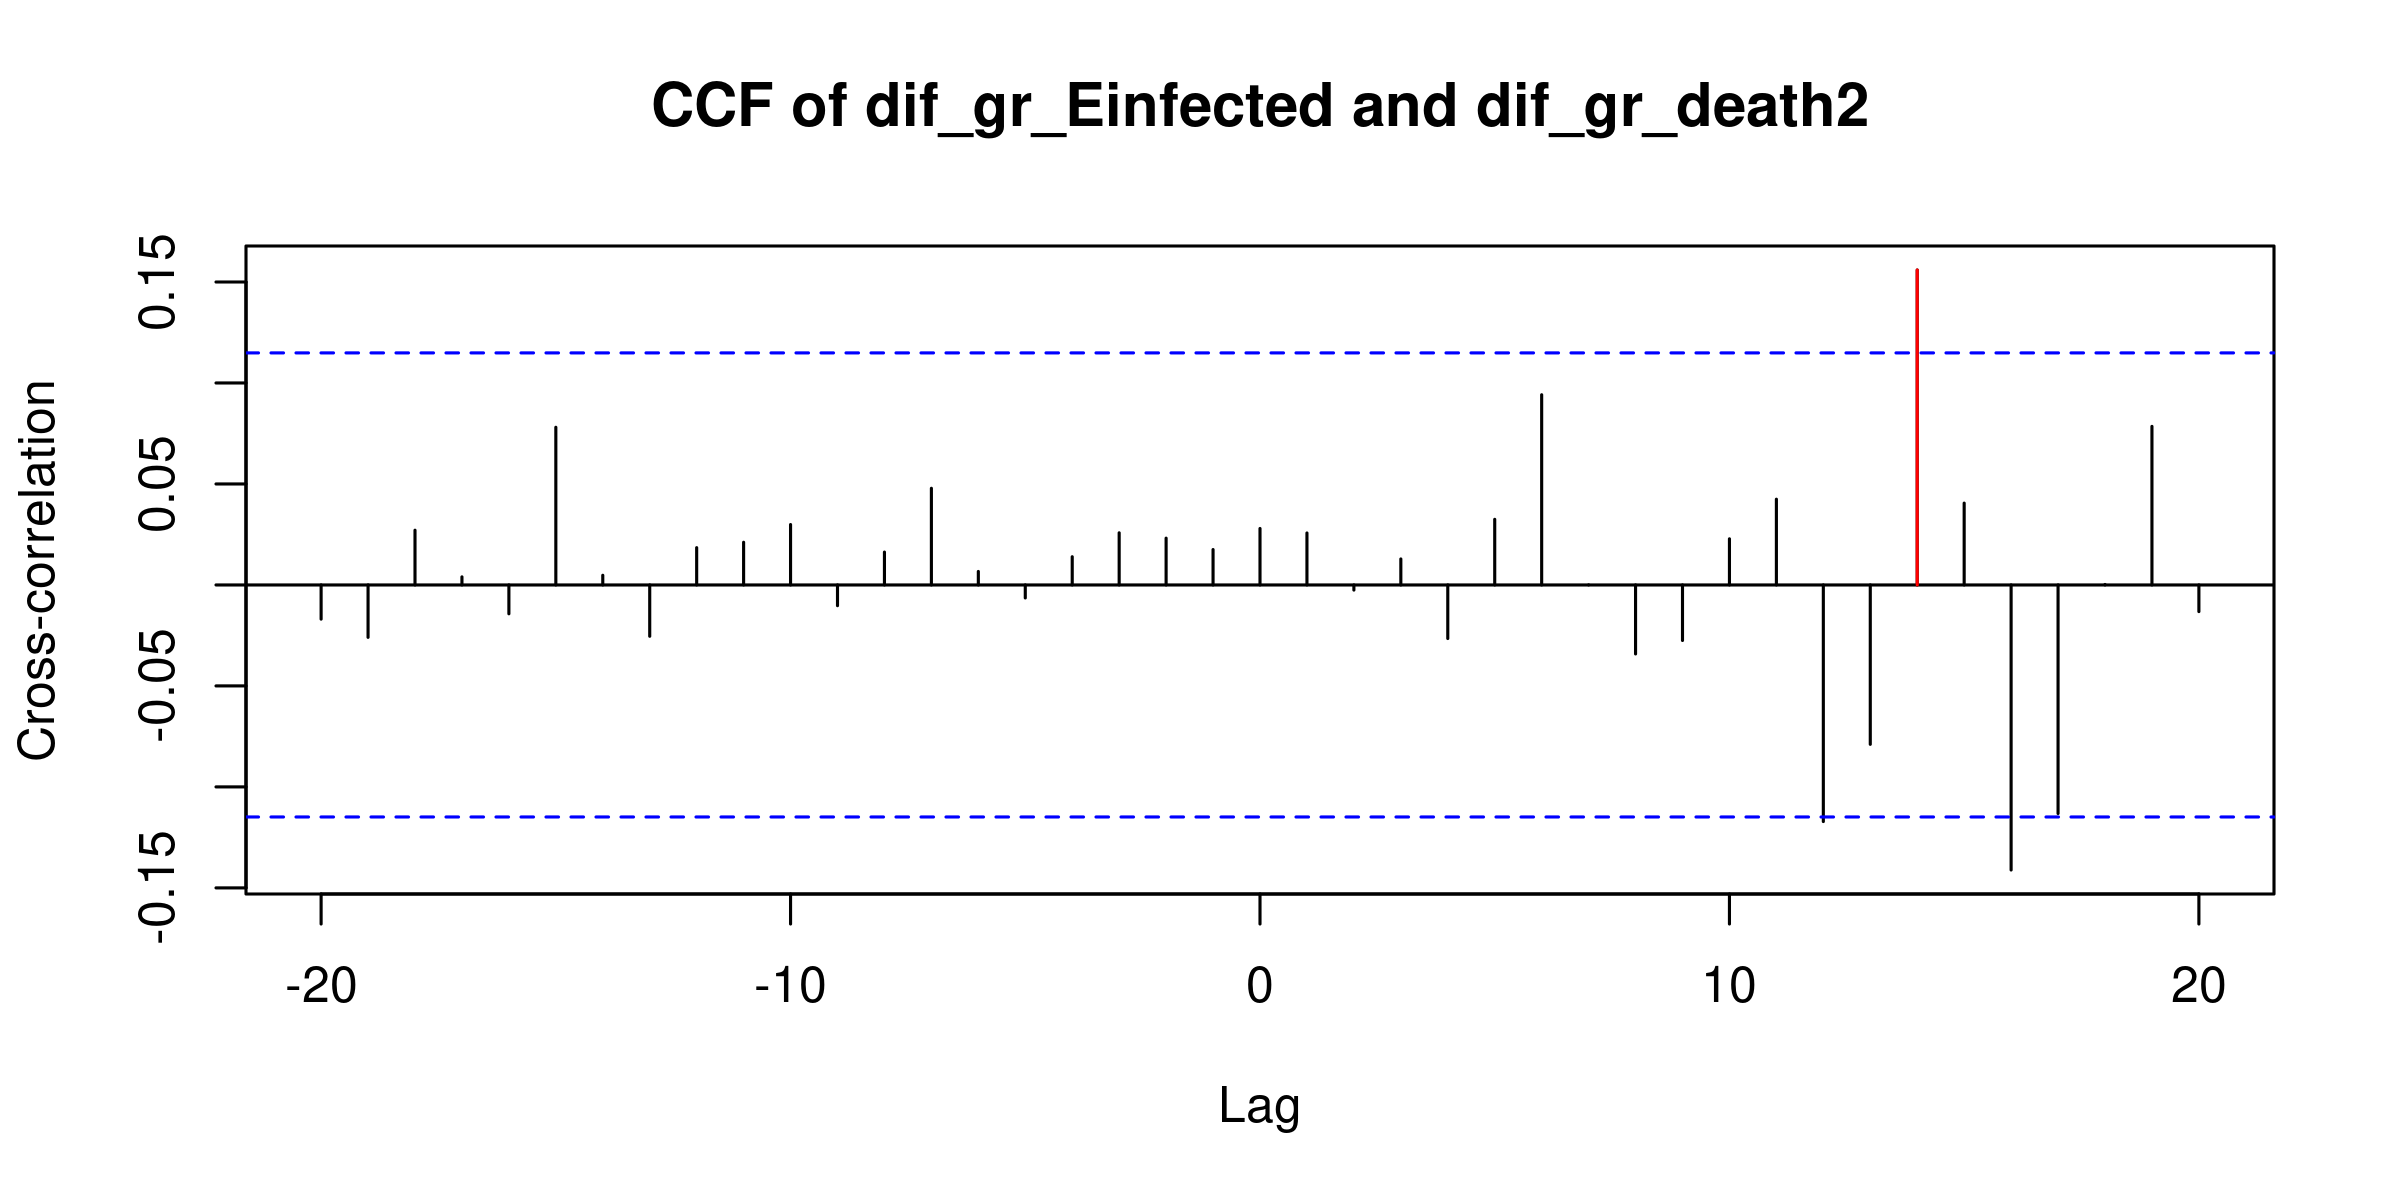 CCF of dif_gr_Einfected and dif_gr_death2
Cross-correlation
0.15
0.05
-0.05
-0.15
-20 -10 0 10 20
Lag